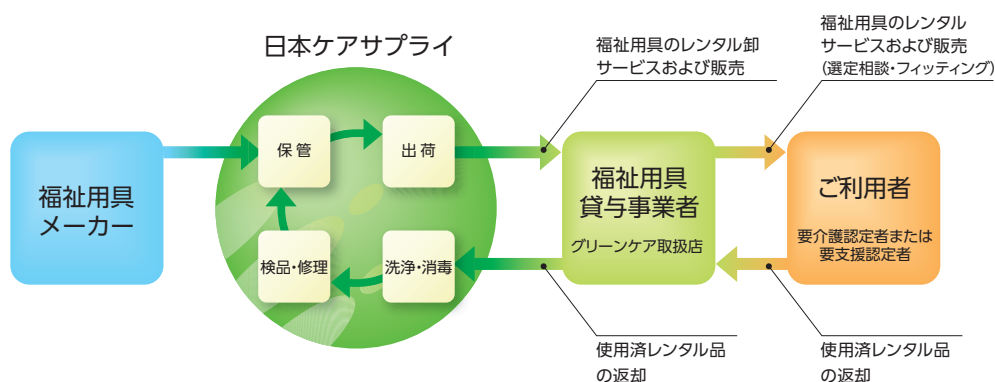 日本ケアサプライ
福祉用具のレンタル卸
サービスおよび販売
福祉用具のレンタル
サービスおよび販売
（選定相談・フィッティング）
福祉用具
メーカー
保管
出荷
検品・修理
洗浄・消毒
福祉用具
貸与事業者
グリーンケア取扱店
ご利用者
要介護認定者または
要支援認定者
使用済レンタル品
の返却
使用済レンタル品
の返却